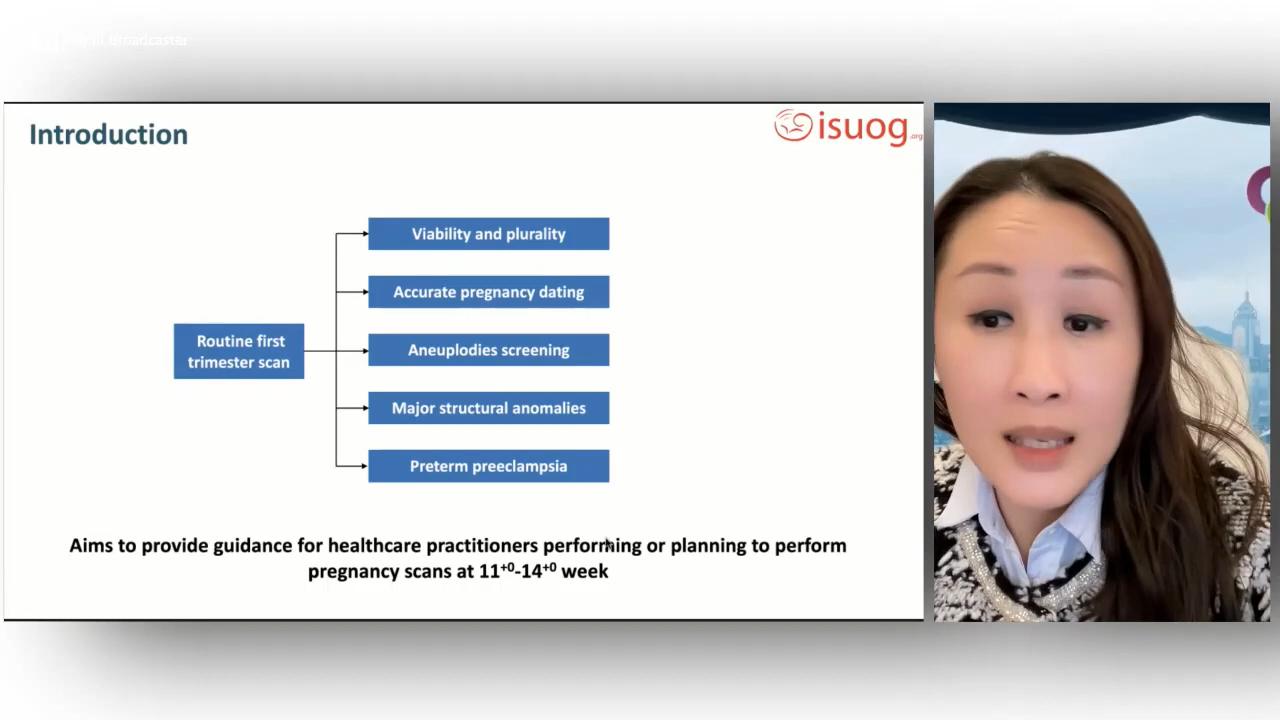 Broadcaster
Introduction
isuog.org
Routine first
trimester scan
Viability and plurality
Accurate pregnancy dating
Aneuplodies screening
Major structural anomalies
Preterm preeclampsia
Aims to provide guidance for healthcare practitioners performing or planning to perform
pregnancy scans at 11⁺⁰-14⁺⁰ week